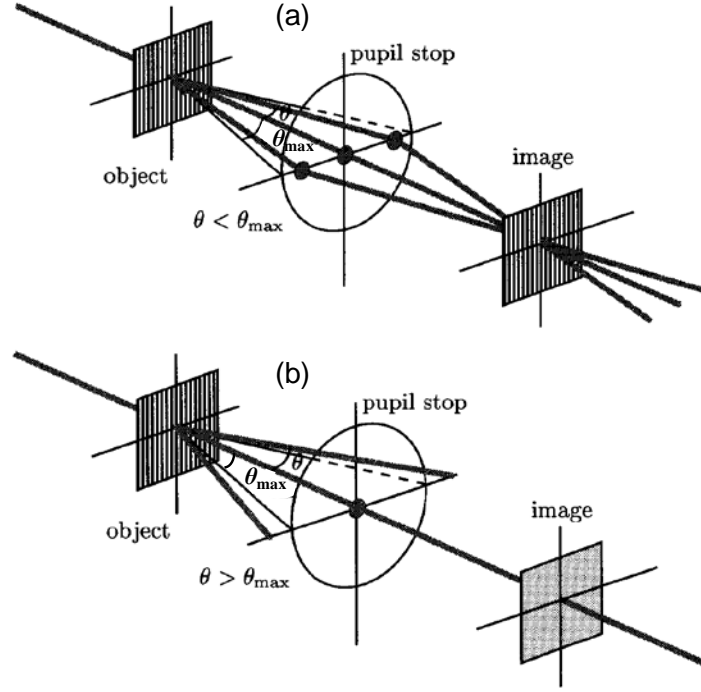 (a)
pupil stop
θ
θmax
object
image
θ < θmax
(b)
pupil stop
θ
θmax
object
image
θ > θmax